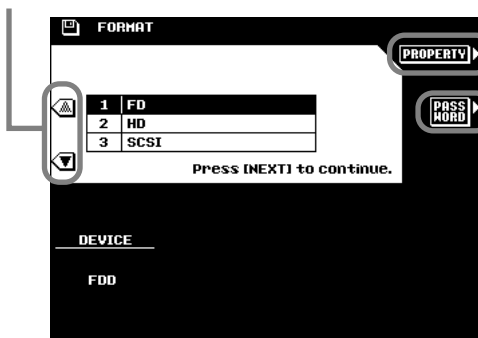 FORMAT
PROPERTY
1 FD
PASS
WORD
2 HD
3 SCSI
Press [NEXT] to continue.
DEVICE
FDD